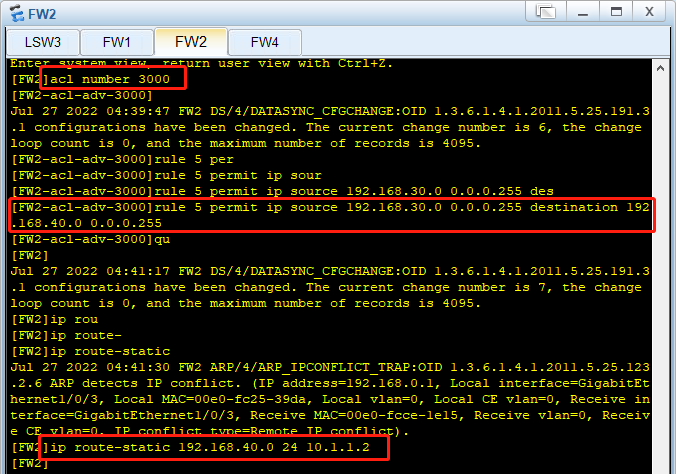 FW2
LSW3
FW1
FW2
FW4
Enter system view, return user view with Ctrl+Z.
[FW2]acl number 3000
[FW2-acl-adv-3000]
Jul 27 2022 04:39:47 FW2 DS/4/DATASYNC_CFGCHANGE:OID 1.3.6.1.4.1.2011.5.25.191.3
.1 configurations have been changed. The current change number is 6, the change
loop count is 0, and the maximum number of records is 4095.
[FW2-acl-adv-3000]rule 5 per
[FW2-acl-adv-3000]rule 5 permit ip sour
[FW2-acl-adv-3000]rule 5 permit ip source 192.168.30.0 0.0.0.255 des
[FW2-acl-adv-3000]rule 5 permit ip source 192.168.30.0 0.0.0.255 destination 192
.168.40.0 0.0.0.255
[FW2-acl-adv-3000]qu
[FW2]
Jul 27 2022 04:41:17 FW2 DS/4/DATASYNC_CFGCHANGE:OID 1.3.6.1.4.1.2011.5.25.191.3
.1 configurations have been changed. The current change number is 7, the change
loop count is 0, and the maximum number of records is 4095.
[FW2]ip rou
[FW2]ip route-
[FW2]ip route-static
Jul 27 2022 04:41:30 FW2 ARP/4/ARP_IPCONFLICT_TRAP:OID 1.3.6.1.4.1.2011.5.25.123
.2.6 ARP detects IP conflict. (IP address=192.168.0.1, Local interface=GigabitEt
hernet1/0/3, Local MAC=00e0-fc25-39da, Local vlan=0, Local CE vlan=0, Receive in
terface=GigabitEthernet1/0/3, Receive MAC=00e0-fcce-1e15, Receive vlan=0, Receiv
e CE vlan=0, IP conflict type=Remote IP conflict).
[FW2]ip route-static 192.168.40.0 24 10.1.1.2
[FW2]